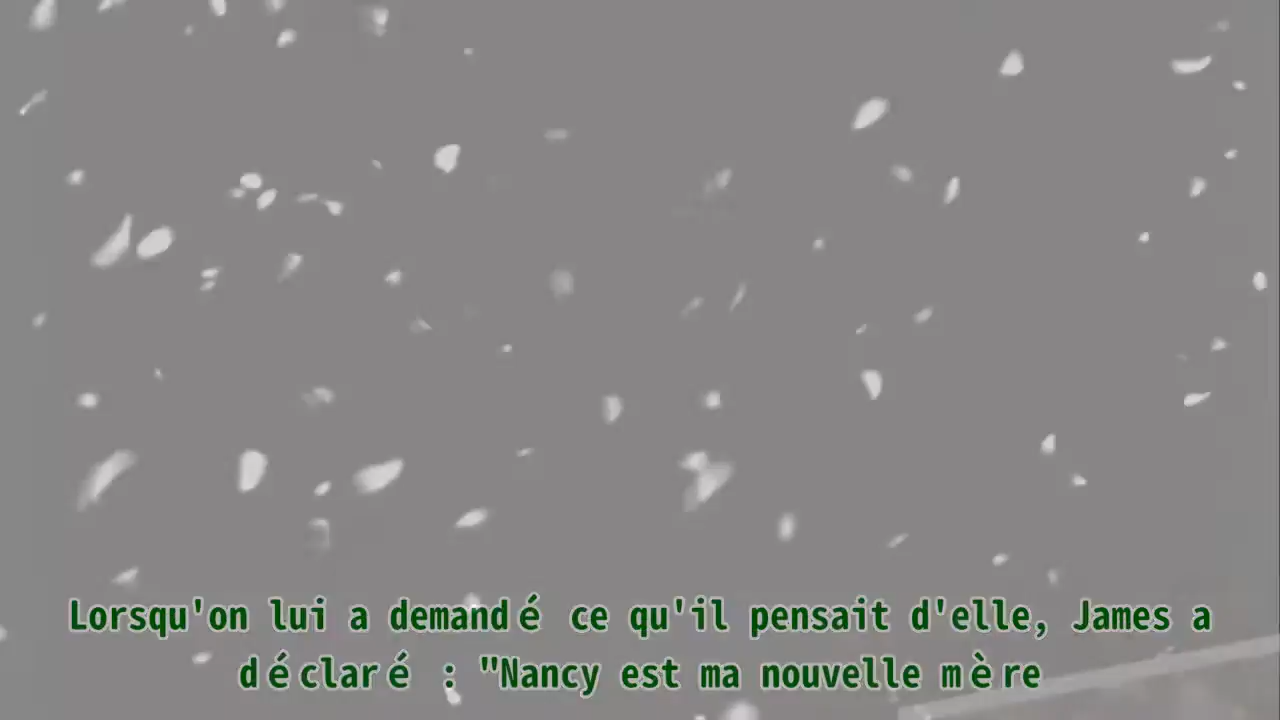 Lorsqu'on lui a demandé ce qu'il pensait d'elle, James a
déclaré : "Nancy est ma nouvelle mère